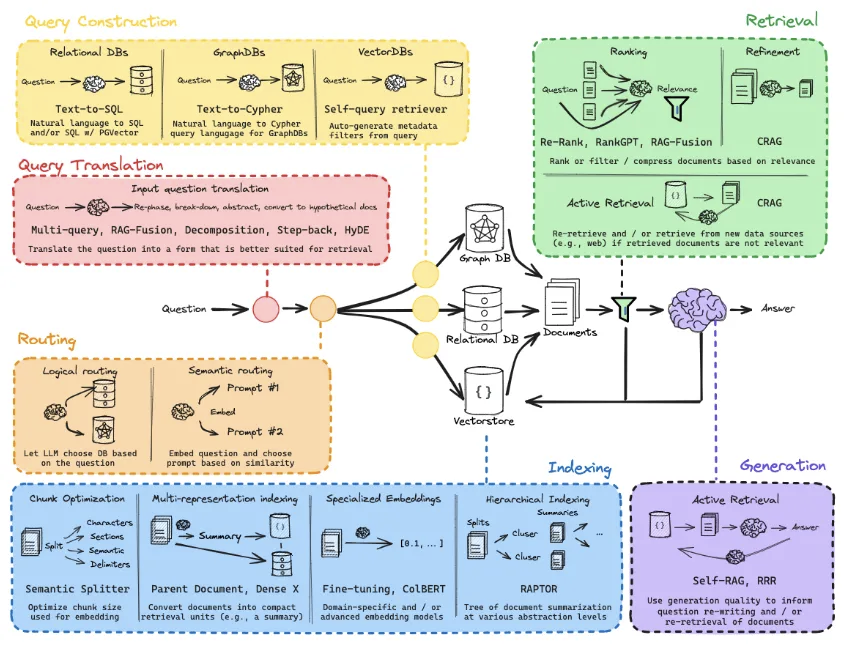 Query Construction
Relational DBs
Question
Text-to-SQL
Natural language to SQL
and/or SQL w/ PGVector
GraphDBs
Question
Text-to-Cypher
Natural language to Cypher
query langugage for GraphDBs
VectorDBs
Question
{ }
Self-query retriever
Auto-generate metadata
filters from query
Retrieval
Ranking
Question
Relevance
Re-Rank, RankGPT, RAG-Fusion
Refinement
CRAG
Rank or filter / compress documents based on relevance
Active Retrieval
{ }
CRAG
Re-retrieve and / or retrieve from new data sources
(e.g., web) if retrieved documents are not relevant
Query Translation
Input question translation
Question
Re-phase, break-down, abstract, convert to hypothetical docs
Multi-query, RAG-Fusion, Decomposition, Step-back, HyDE
Translate the question into a form that is better suited for retrieval
Question
Graph DB
Relational DB
{ }
Vectorstore
Documents
Answer
Routing
Logical routing
Let LLM choose DB based
on the question
Semantic routing
Prompt #1
Embed
Prompt #2
Embed question and choose
prompt based on similarity
Indexing
Chunk Optimization
Split
Characters
Sections
Semantic
Delimiters
Semantic Splitter
Optimize chunk size
used for embedding
Multi-representation indexing
Summary
{ }
Parent Document, Dense X
Convert documents into compact
retrieval units (e.g., a summary)
Specialized Embeddings
[0.1, ...]
Fine-tuning, ColBERT
Domain-specific and / or
advanced embedding models
Hierarchical Indexing
Splits
Summaries
Cluser
Cluser
...
RAPTOR
Tree of document summarization
at various abstraction levels
Generation
Active Retrieval
{ }
Answer
Self-RAG, RRR
Use generation quality to inform
question re-writing and / or
re-retrieval of documents